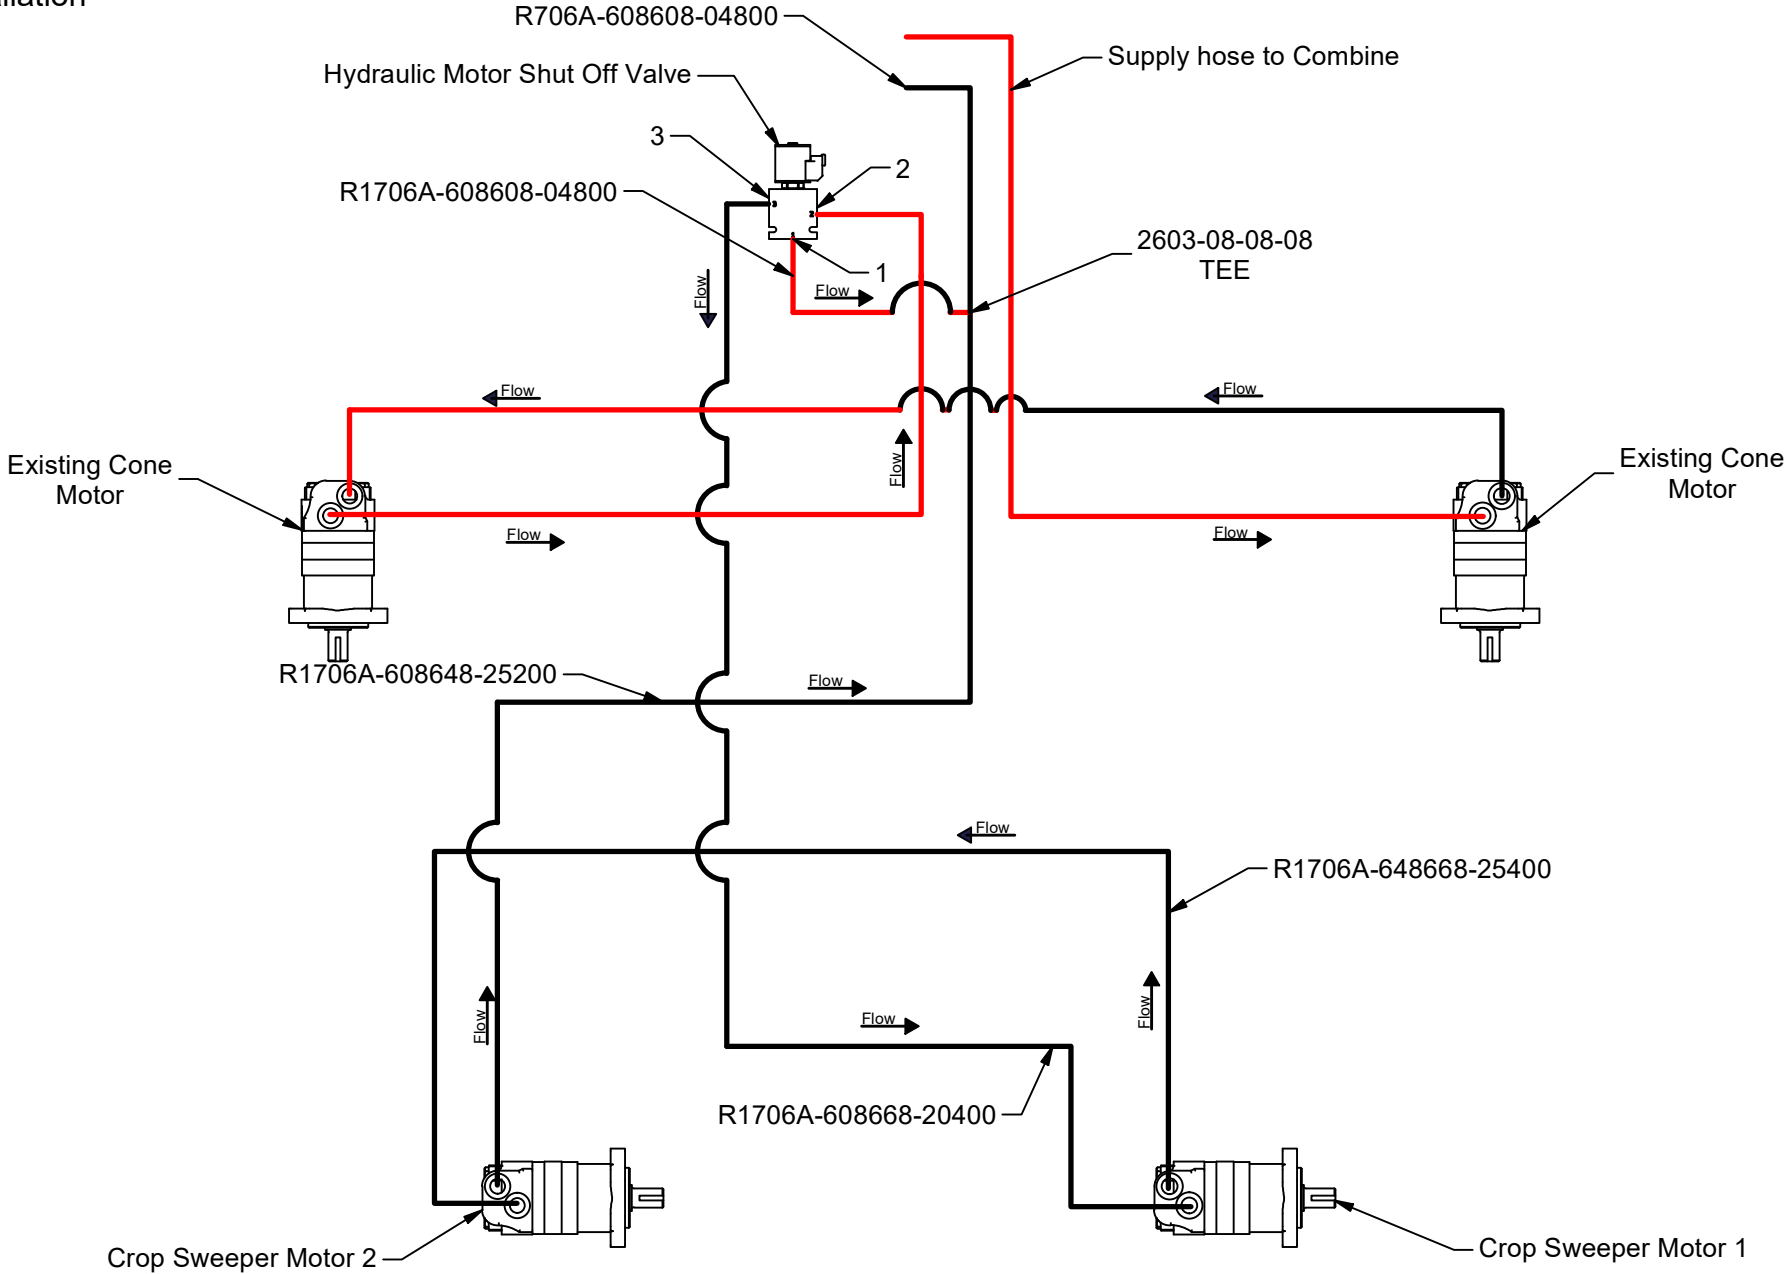 R706A-608608-04800
Supply hose to Combine
Hydraulic Motor Shut Off Valve
3
2
R1706A-608608-04800
3
2
2603-08-08-08
TEE
1
Flow
Flow
Flow
Flow
Flow
Existing Cone
Motor
Existing Cone
Motor
Flow
Flow
R1706A-608648-25200
Flow
Flow
R1706A-648668-25400
Flow
Flow
Flow
R1706A-608668-20400
Crop Sweeper Motor 2
Crop Sweeper Motor 1